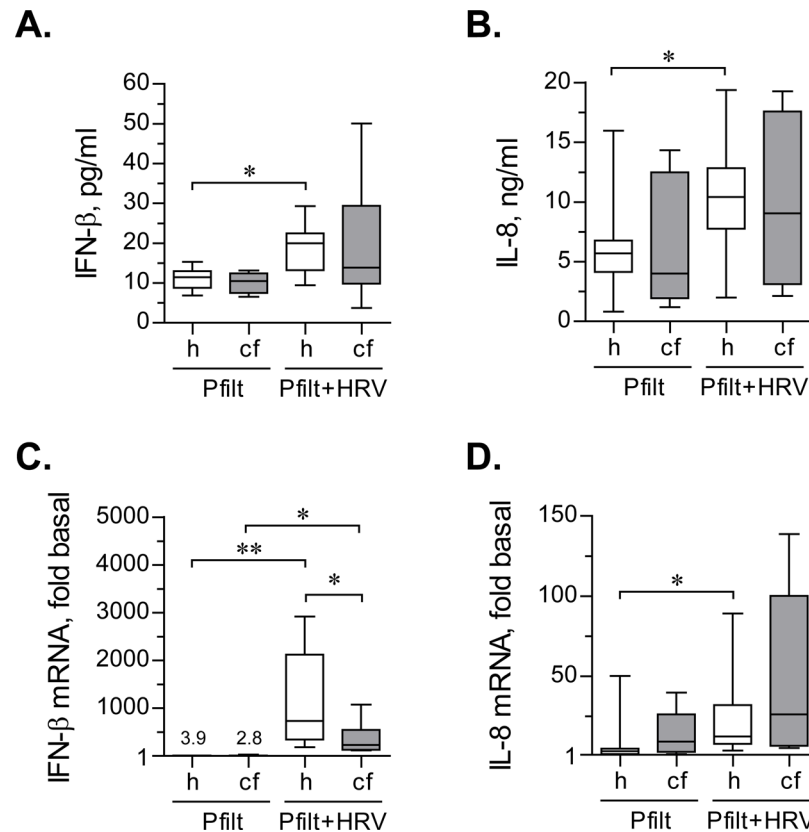 A.
IFN-β, pg/ml
60
50
40
30
20
10
0
*
h cf h cf
Pfilt Pfilt+HRV
B.
IL-8, ng/ml
20
15
10
5
0
*
h cf h cf
Pfilt Pfilt+HRV
C.
IFN-β mRNA, fold basal
5000
4000
3000
2000
1000
1
*
**
*
3.9 2.8
h cf h cf
Pfilt Pfilt+HRV
D.
IL-8 mRNA, fold basal
150
100
50
1
*
h cf h cf
Pfilt Pfilt+HRV